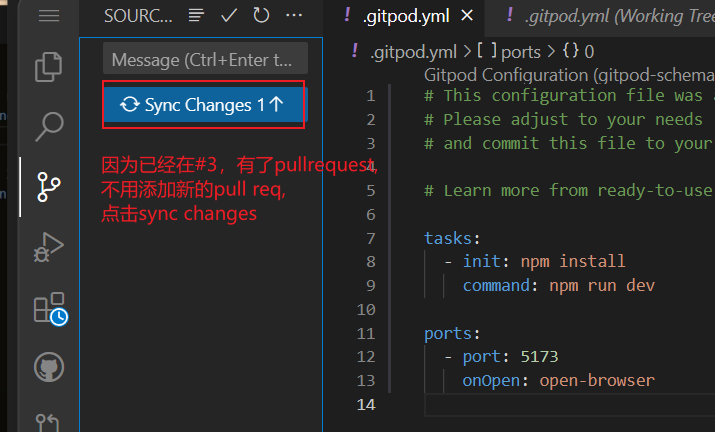 SOURC...
.gitpod.yml
.gitpod.yml (Working Tree
Message (Ctrl+Enter t...
Sync Changes 1↑
因为已经在#3，有了pullrequest,
不用添加新的pull req,
点击sync changes
! .gitpod.yml > [ ] ports > {} 0
Gitpod Configuration (gitpod-schema
1 # This configuration file was a
2 # Please adjust to your needs
3 # and commit this file to your
4
5 # Learn more from ready-to-use
6
7 tasks:
8 - init: npm install
9 command: npm run dev
10
11 ports:
12 - port: 5173
13 onOpen: open-browser
14